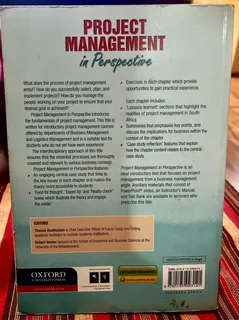 PROJECT
MANAGEMENT
in Perspective
What does the process of project management
entail? How do you successfully select, plan, and
implement projects? How do you manage the
people working on your project to ensure that your
desired goal is achieved?
Project Management in Perspective introduces the
fundamentals of project management. This title is
written for introductory project management courses
offered by departments of Business Management
and Logistics Management and is a suitable text for
students who do not yet have work experience.
The interdisciplinary approach of this title
ensures that the essential processes are thoroughly
covered and relevant to various business contexts.
Project Management in Perspective features
An engaging central case study that links to
the key issues in each chapter and makes the
theory more accessible to students
'Food for thought', 'Expert tip' and 'Reality check'
boxes which illustrate the theory and engage
the reader
Exercises in each chapter which provide
opportunities to gain practical experience.
Each chapter includes:
'Lessons learned' sections that highlight the
realities of project management in South
Africa
Summaries that emphasise key points, and
discuss the implications for business within the
context of the chapter
'Case study reflection' features that explain
how the chapter content relates to the central
case study
Project Management in Perspective is an
ideal introductory text that focuses on project
management from a business management
angle. Ancillary materials that consist of
PowerPoint slides, an Instructor's Manual,
and Test Bank are available to lecturers who
prescribe this title.
EDITORS
OXFORD
UNIVERSITY PRESS